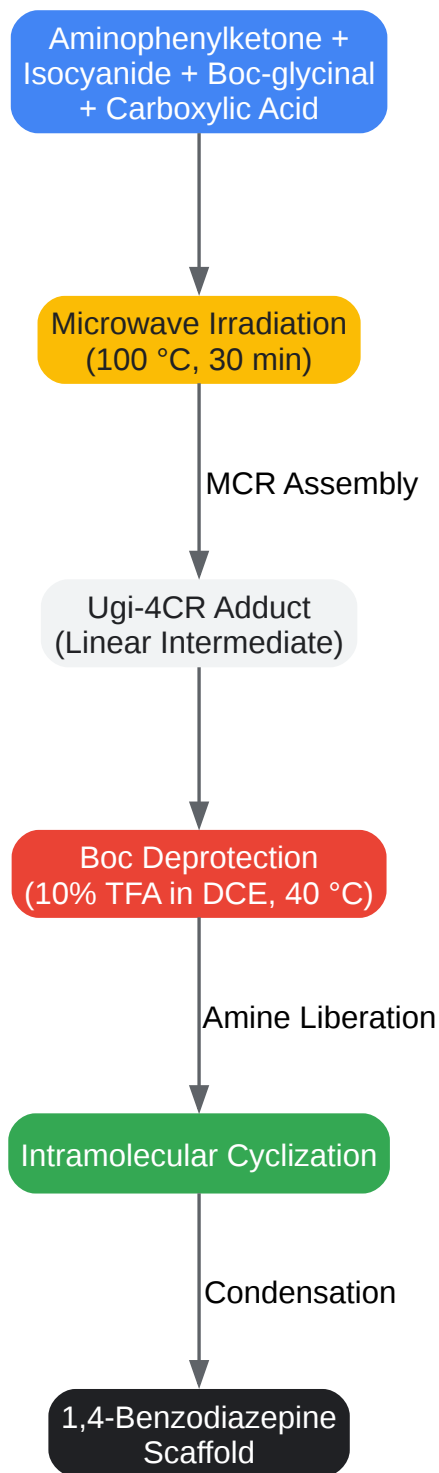 Aminophenylketone +
Isocyanide + Boc-glycinal
+ Carboxylic Acid
Microwave Irradiation
(100 °C, 30 min)
MCR Assembly
Ugi-4CR Adduct
(Linear Intermediate)
Boc Deprotection
(10% TFA in DCE, 40 °C)
Amine Liberation
Intramolecular Cyclization
Condensation
1,4-Benzodiazepine
Scaffold